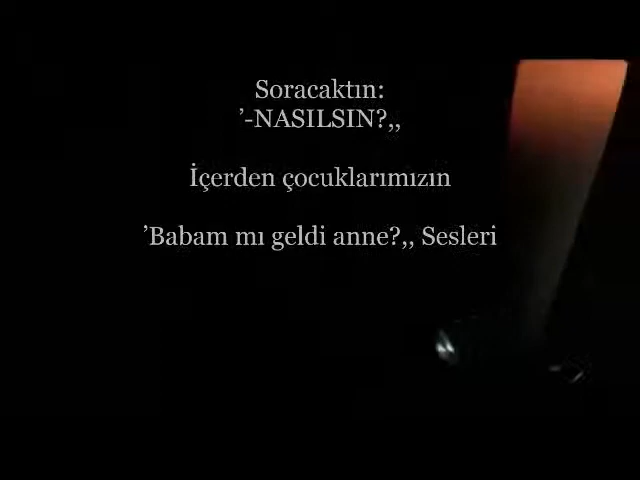 Soracaktın:
’-NASILSIN?,,
İçerden çocuklarımızın
’Babam mı geldi anne?,, Sesleri